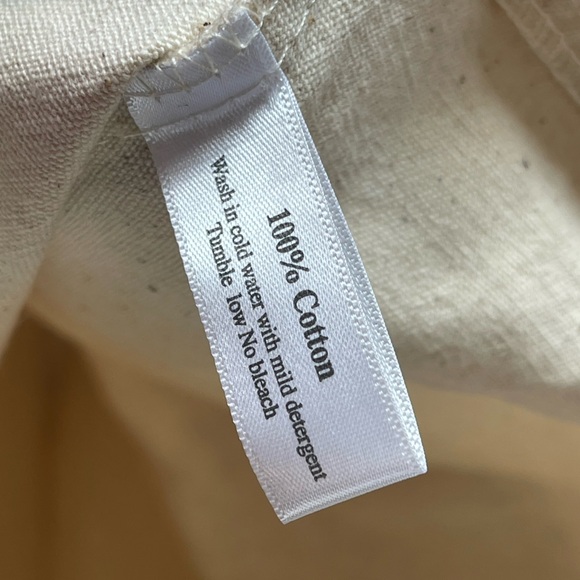 100% Cotton
Wash in cold water with mild detergent
Tumble low No bleach